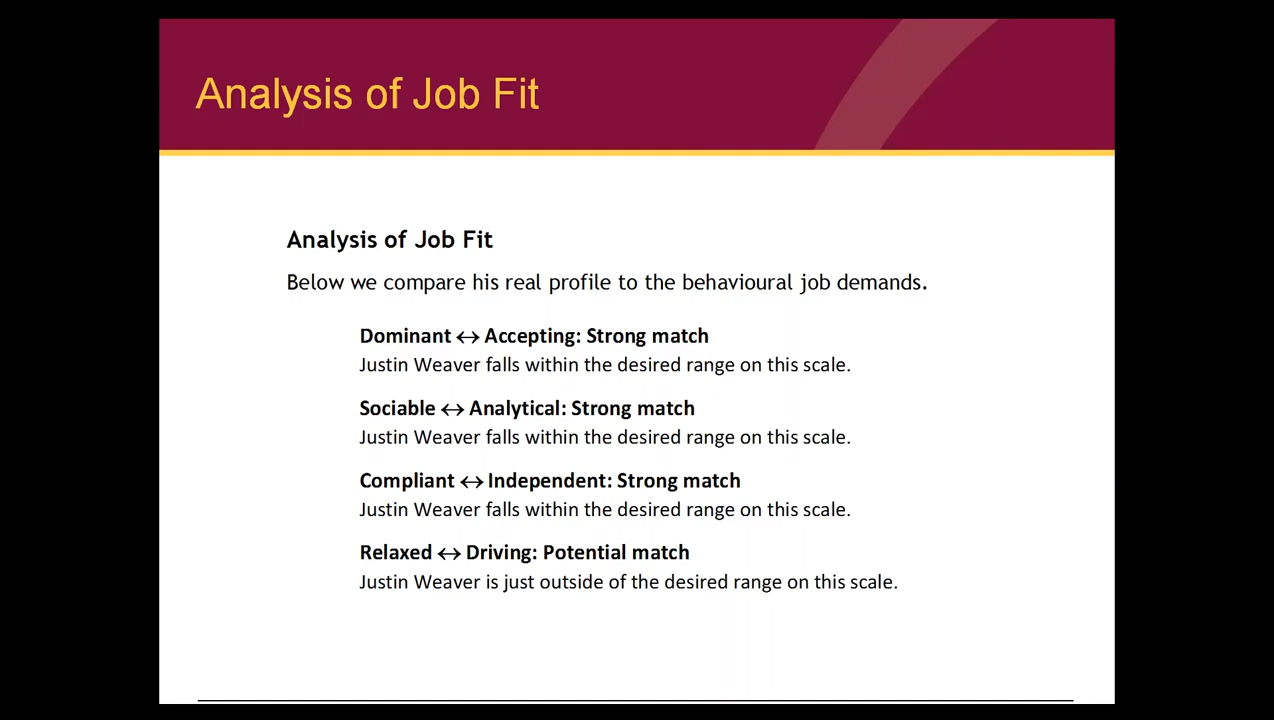 Analysis of Job Fit
Analysis of Job Fit
Below we compare his real profile to the behavioural job demands.
Dominant ↔ Accepting: Strong match
Justin Weaver falls within the desired range on this scale.
Sociable ↔ Analytical: Strong match
Justin Weaver falls within the desired range on this scale.
Compliant ↔ Independent: Strong match
Justin Weaver falls within the desired range on this scale.
Relaxed ↔ Driving: Potential match
Justin Weaver is just outside of the desired range on this scale.